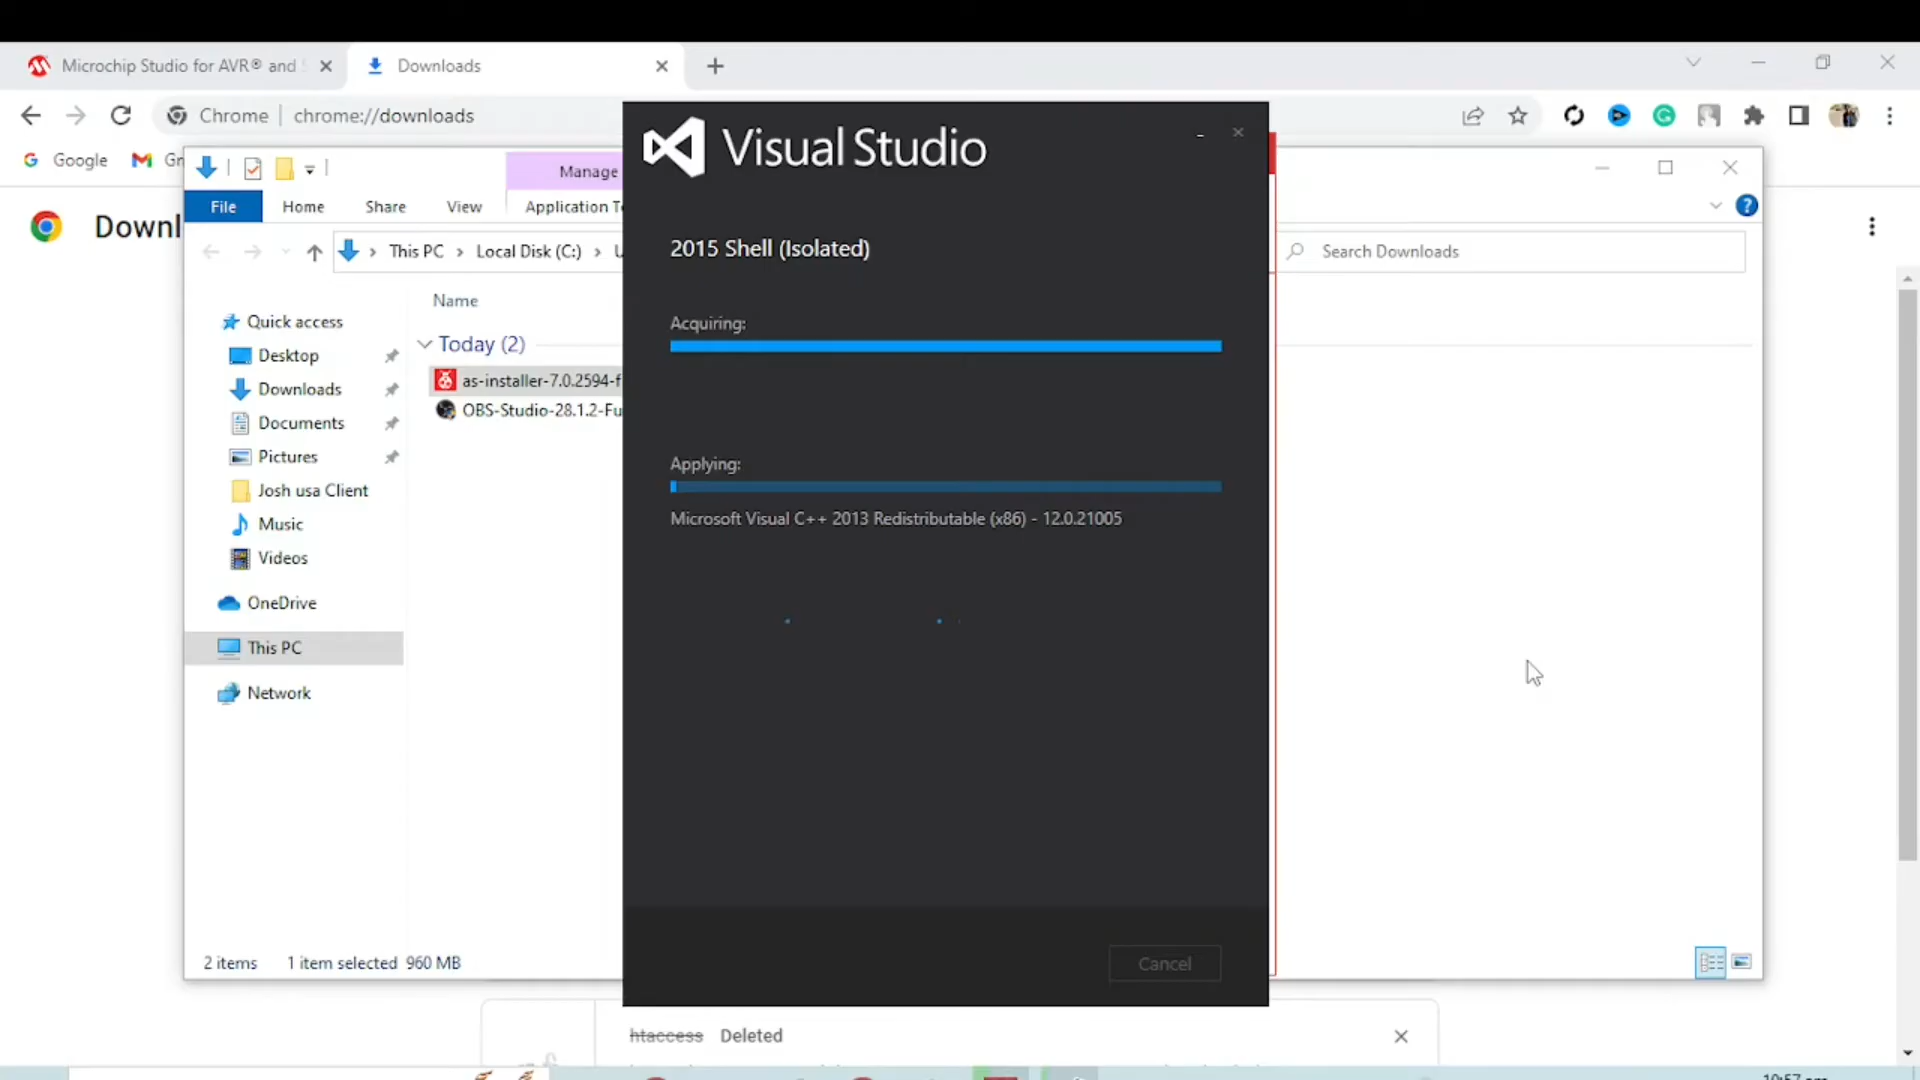 Microchip Studio for AVR® and
Downloads
Chrome
chrome://downloads
Google
Downl
Manage
File
Home
Share
View
Application T
This PC
Local Disk (C:)
Search Downloads
Name
Quick access
Desktop
Downloads
Documents
Pictures
Josh usa Client
Music
Videos
OneDrive
This PC
Network
Today (2)
as-installer-7.0.2594-f
OBS-Studio-28.1.2-Fu
2 items
1 item selected 960 MB
Visual Studio
2015 Shell (Isolated)
Acquiring:
Applying:
Microsoft Visual C++ 2013 Redistributable (x86) - 12.0.21005
Cancel
htaccess Deleted